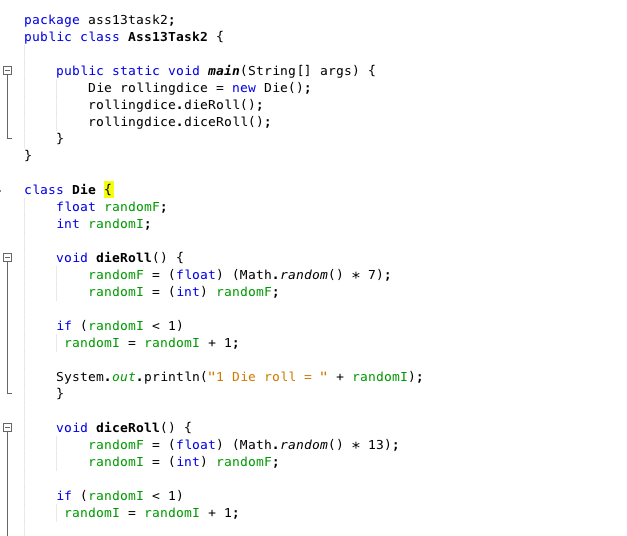 package ass13task2;
public class Ass13Task2 {
public static void main(String[] args) {
Die rollingdice = new Die();
rollingdice.dieRoll();
rollingdice.diceRoll();
}
}
class Die {
float randomF;
int randomI;
void dieRoll() {
randomF = (float) (Math.random() * 7);
randomI = (int) randomF;
if (randomI < 1)
randomI = randomI + 1;
System.out.println("1 Die roll = " + randomI);
}
void diceRoll() {
randomF = (float) (Math.random() * 13);
randomI = (int) randomF;
if (randomI < 1)
randomI = randomI + 1;